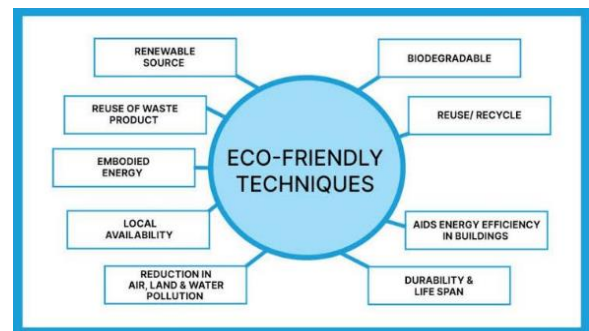 RENEWABLE
SOURCE
BIODEGRADABLE
REUSE OF WASTE
PRODUCT
REUSE/ RECYCLE
ECO-FRIENDLY
TECHNIQUES
EMBODIED
ENERGY
LOCAL
AVAILABILITY
AIDS ENERGY EFFICIENCY
IN BUILDINGS
REDUCTION IN
AIR, LAND & WATER
POLLUTION
DURABILITY &
LIFE SPAN